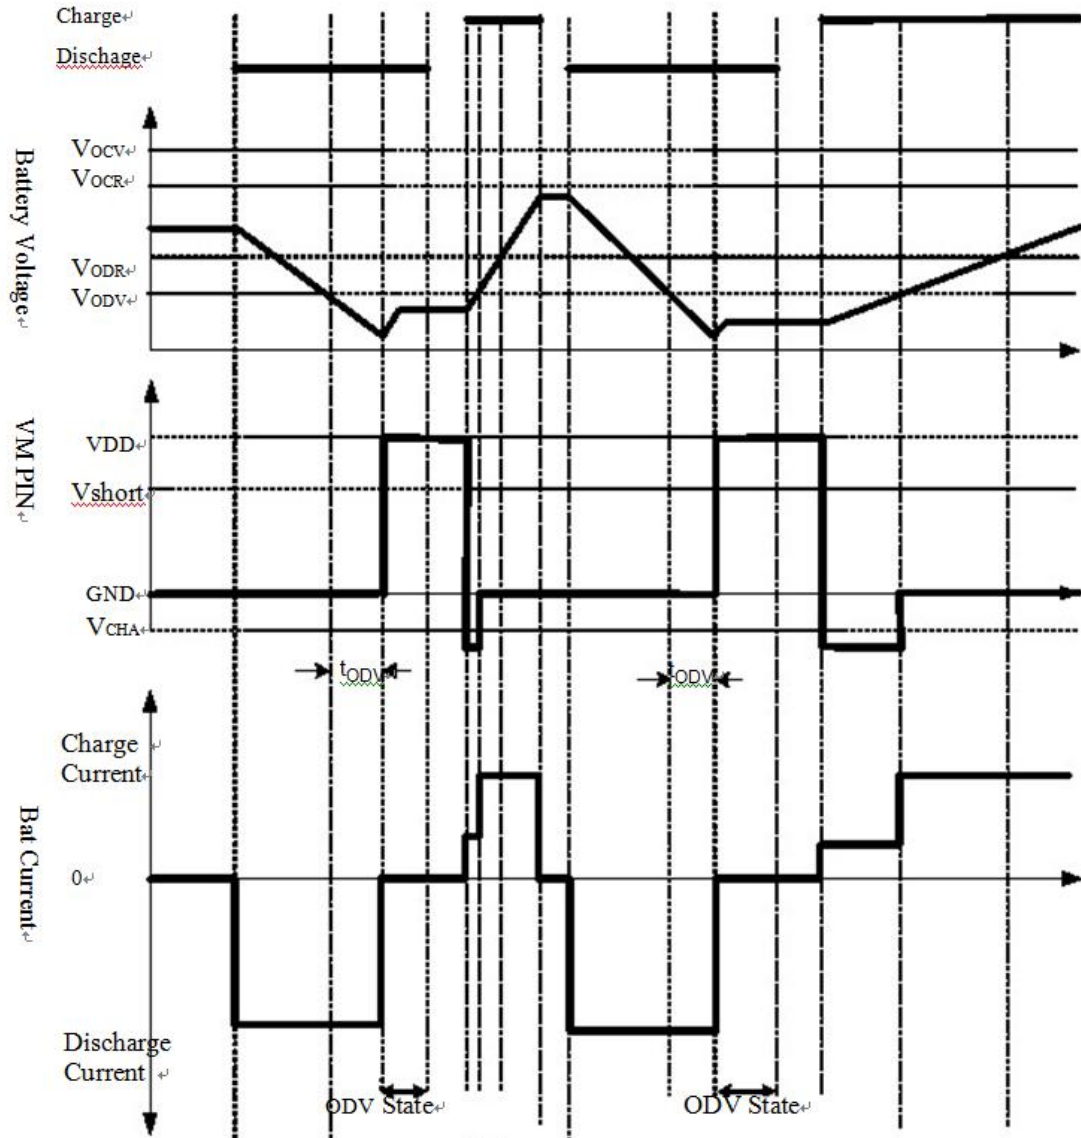 Charge↵
Dischage↵
Battery Voltage↵
VOCV↵
VOCR↵
VODR↵
VODV↵
VM PIN↵
VDD↵
Vshort↵
GND↵
VCHA↵
tODV
tODV
Bat Current↵
Charge ↵
Current↵
0↵
Discharge
Current ↵
ODV State↵
ODV State↵